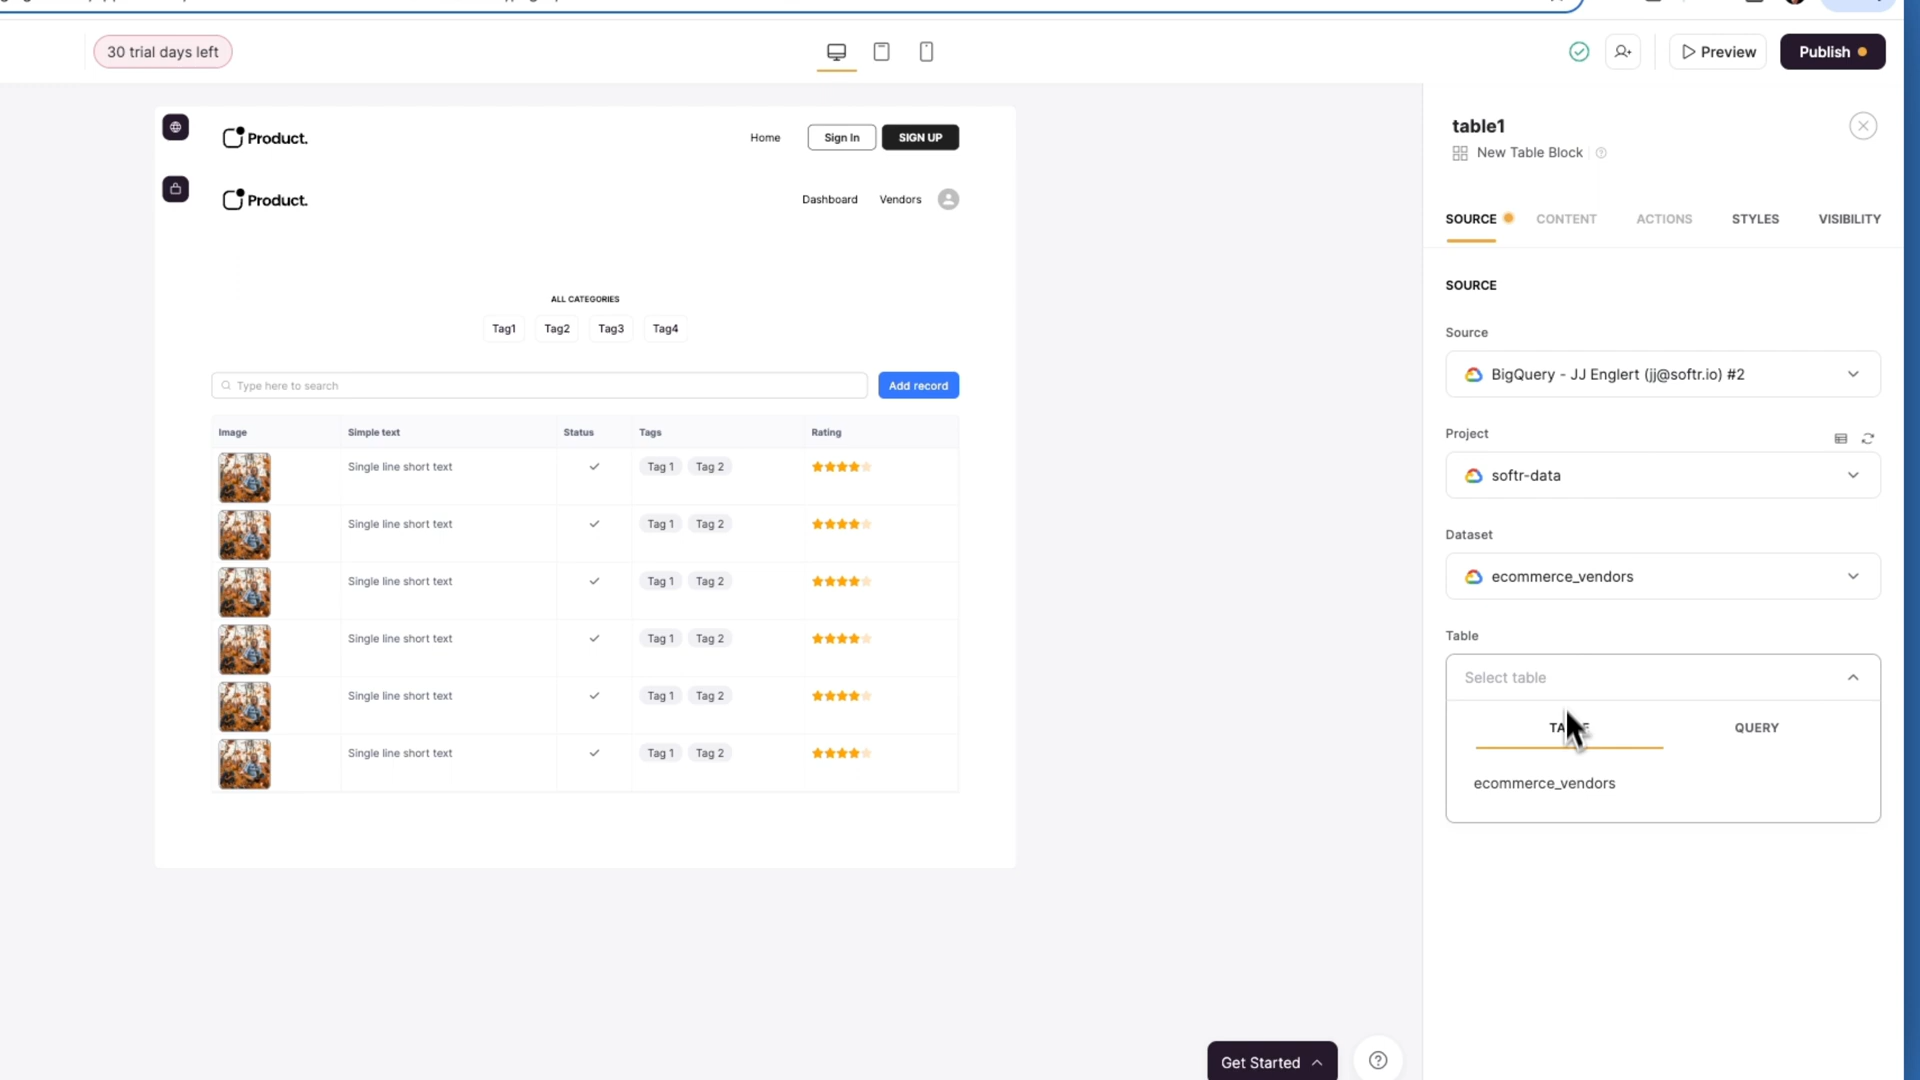 30 trial days left
Preview
Publish
Product.
Home
Sign In
SIGN UP
Product.
Dashboard
Vendors
ALL CATEGORIES
Tag1
Tag2
Tag3
Tag4
Type here to search
Add record
Image
Simple text
Status
Tags
Rating
Single line short text
Tag 1
Tag 2
Single line short text
Tag 1
Tag 2
Single line short text
Tag 1
Tag 2
Single line short text
Tag 1
Tag 2
Single line short text
Tag 1
Tag 2
Single line short text
Tag 1
Tag 2
table1
New Table Block
SOURCE
CONTENT
ACTIONS
STYLES
VISIBILITY
SOURCE
Source
BigQuery - JJ Englert (jj@softr.io) #2
Project
softr-data
Dataset
ecommerce_vendors
Table
Select table
TABLE
QUERY
ecommerce_vendors
Get Started